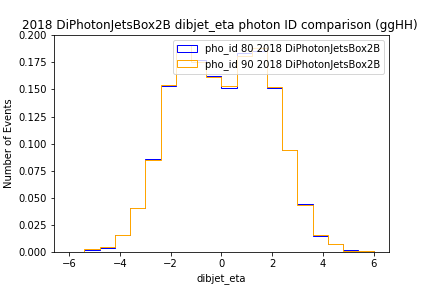 2018 DiPhotonJetsBox2B dibjet_eta photon ID comparison (ggHH)
pho_id 80 2018 DiPhotonJetsBox2B
pho_id 90 2018 DiPhotonJetsBox2B
Number of Events
0.200
0.175
0.150
0.125
0.100
0.075
0.050
0.025
0.000
−6 −4 −2 0 2 4 6
dibjet_eta